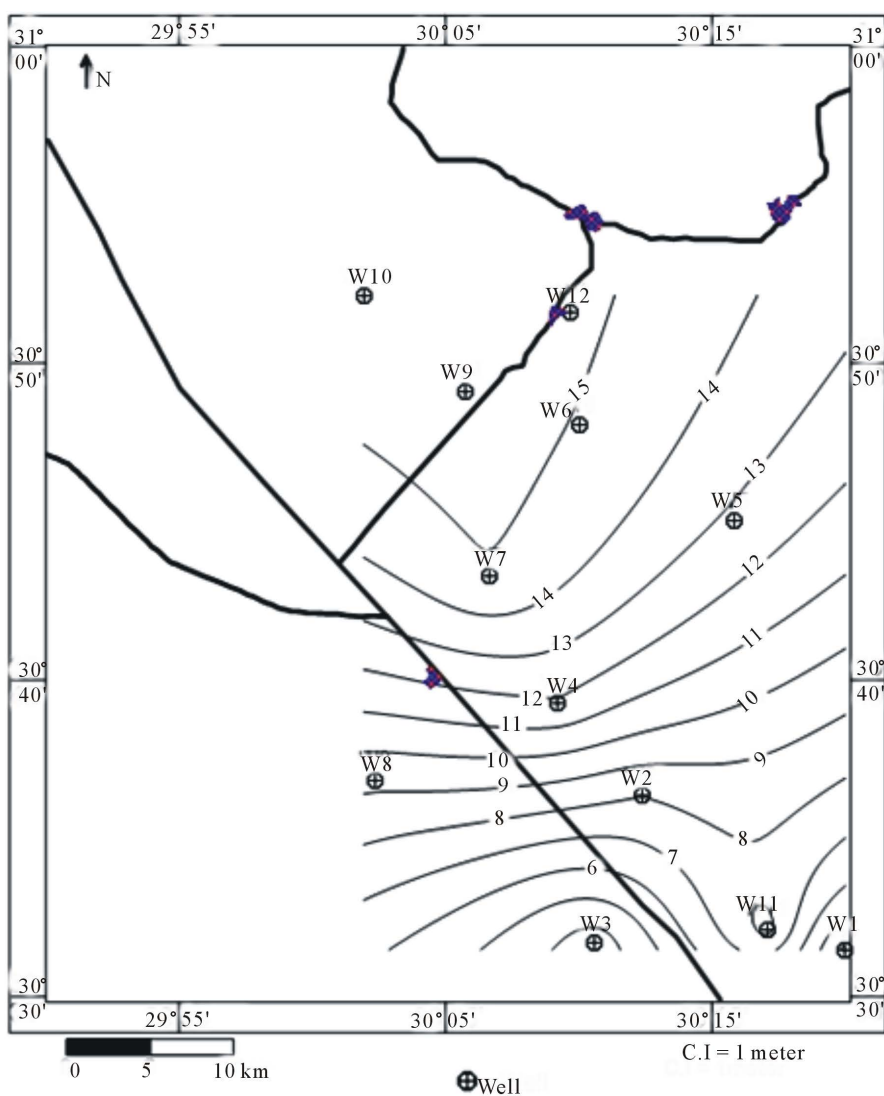 29°55' 30°05' 30°15'
31° 00' 31° 00'
N
W10
W12
30° 50' 30° 50'
W9
15
14
W6
13
W5
W7
12
14
11
13
30° 40' 30° 40'
W4
12
10
11
10
9
W8
W2
9
8
8
7
6
W11
W3
W1
30° 30' 30° 30'
29°55' 30°05' 30°15'
0 5 10 km
C.I = 1 meter
Well